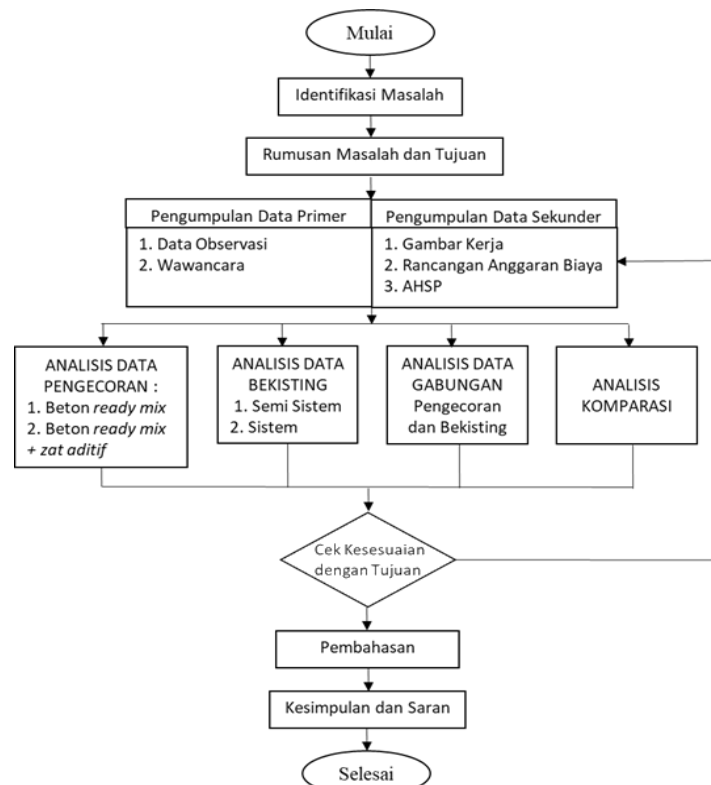 Mulai
Identifikasi Masalah
Rumusan Masalah dan Tujuan
Pengumpulan Data Primer
1. Data Observasi
2. Wawancara
Pengumpulan Data Sekunder
1. Gambar Kerja
2. Rancangan Anggaran Biaya
3. AHSP
ANALISIS DATA
PENGECORAN :
1. Beton ready mix
2. Beton ready mix
+ zat aditif
ANALISIS DATA
BEKISTING
1. Semi Sistem
2. Sistem
ANALISIS DATA
GABUNGAN
Pengecoran
dan Bekisting
ANALISIS
KOMPARASI
Cek Kesesuaian
dengan Tujuan
Pembahasan
Kesimpulan dan Saran
Selesai